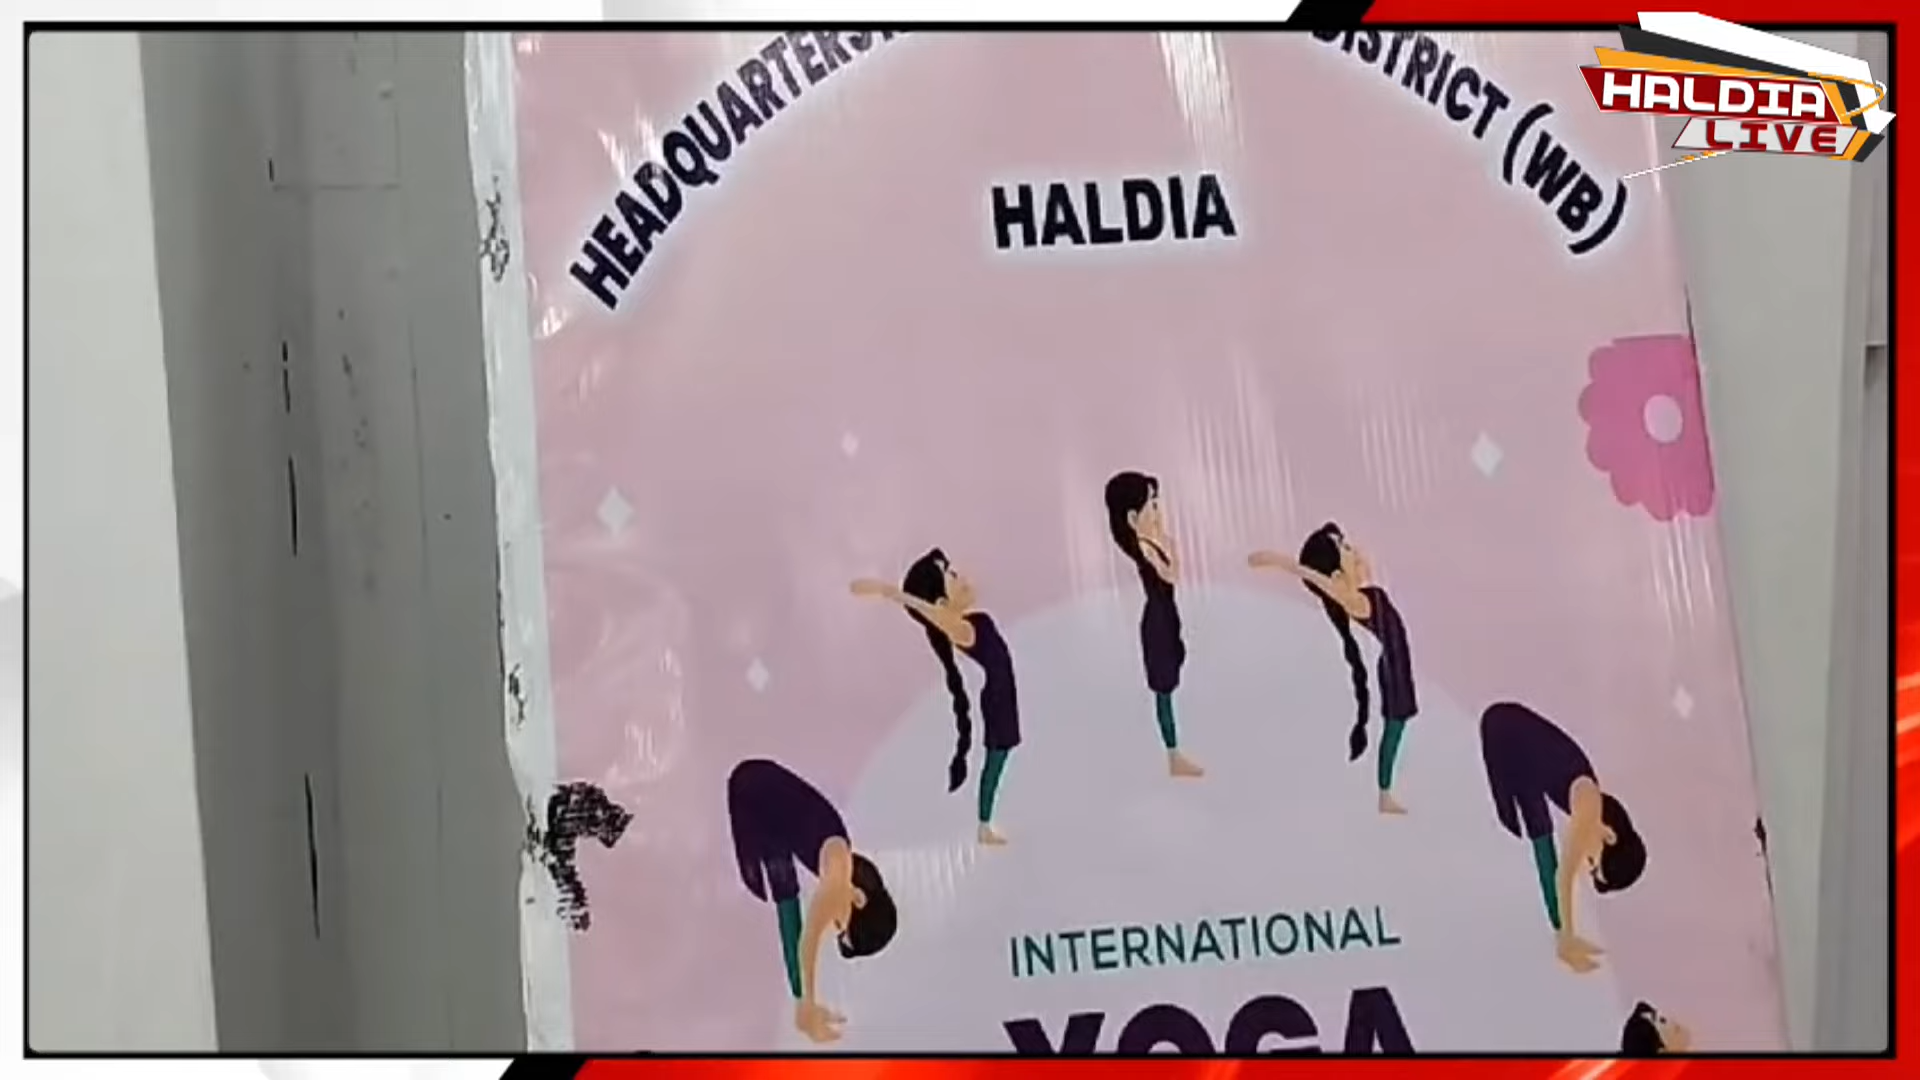 HALDIA
LIVE
HEADQUARTERS
DISTRICT (WB)
HALDIA
INTERNATIONAL
YOGA